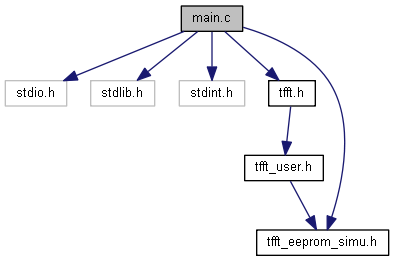 main.c
stdio.h
stdlib.h
stdint.h
tfft.h
tfft_user.h
tfft_eeprom_simu.h